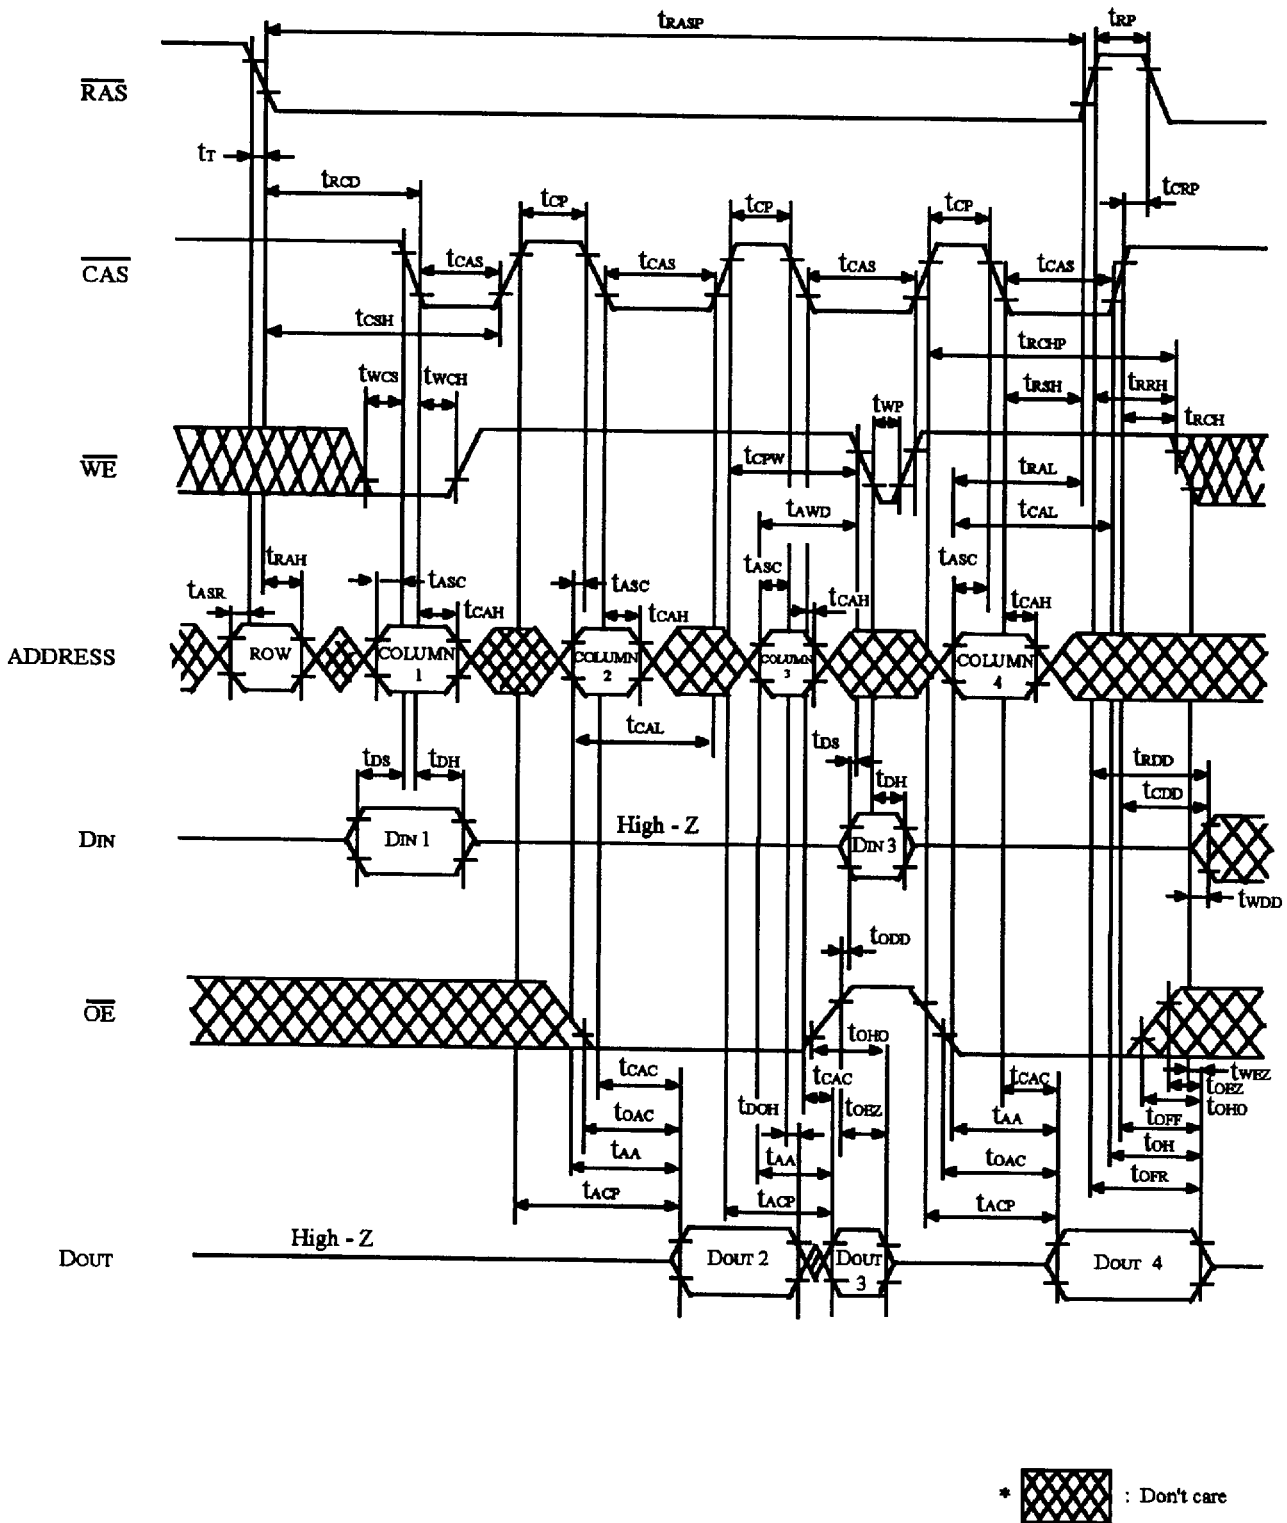 tRASP tRP
RAS
tT
tRCD tCRP
tCP tCP tCP
CAS
tCAS tCAS tCAS tCAS
tCSH tRCHP
tWCS tWCH tWP tRSH tRRH
tRCH
WE
tCPW tRAL
tAWD tCAL
tRAH tASC tASC
tASR tASC tASC
tCAH tCAH tCAH tCAH
ADDRESS ROW COLUMN 1 COLUMN 2 COLUMN 3 COLUMN 4
tCAL
tDS tDH tDS tDH tRDD
tCDD
DIN DIN 1 High - Z DIN 3
tWDD
tODD
OE
tOHO
tCAC tCAC tCAC tWEZ
tOEZ
tOAC tDOH tOEZ tAA tOFF tOHO
tAA tAA tOAC tOH
tACP tACP tACP tOFR
High - Z
DOUT DOUT 2 DOUT 3 DOUT 4
* : Don't care